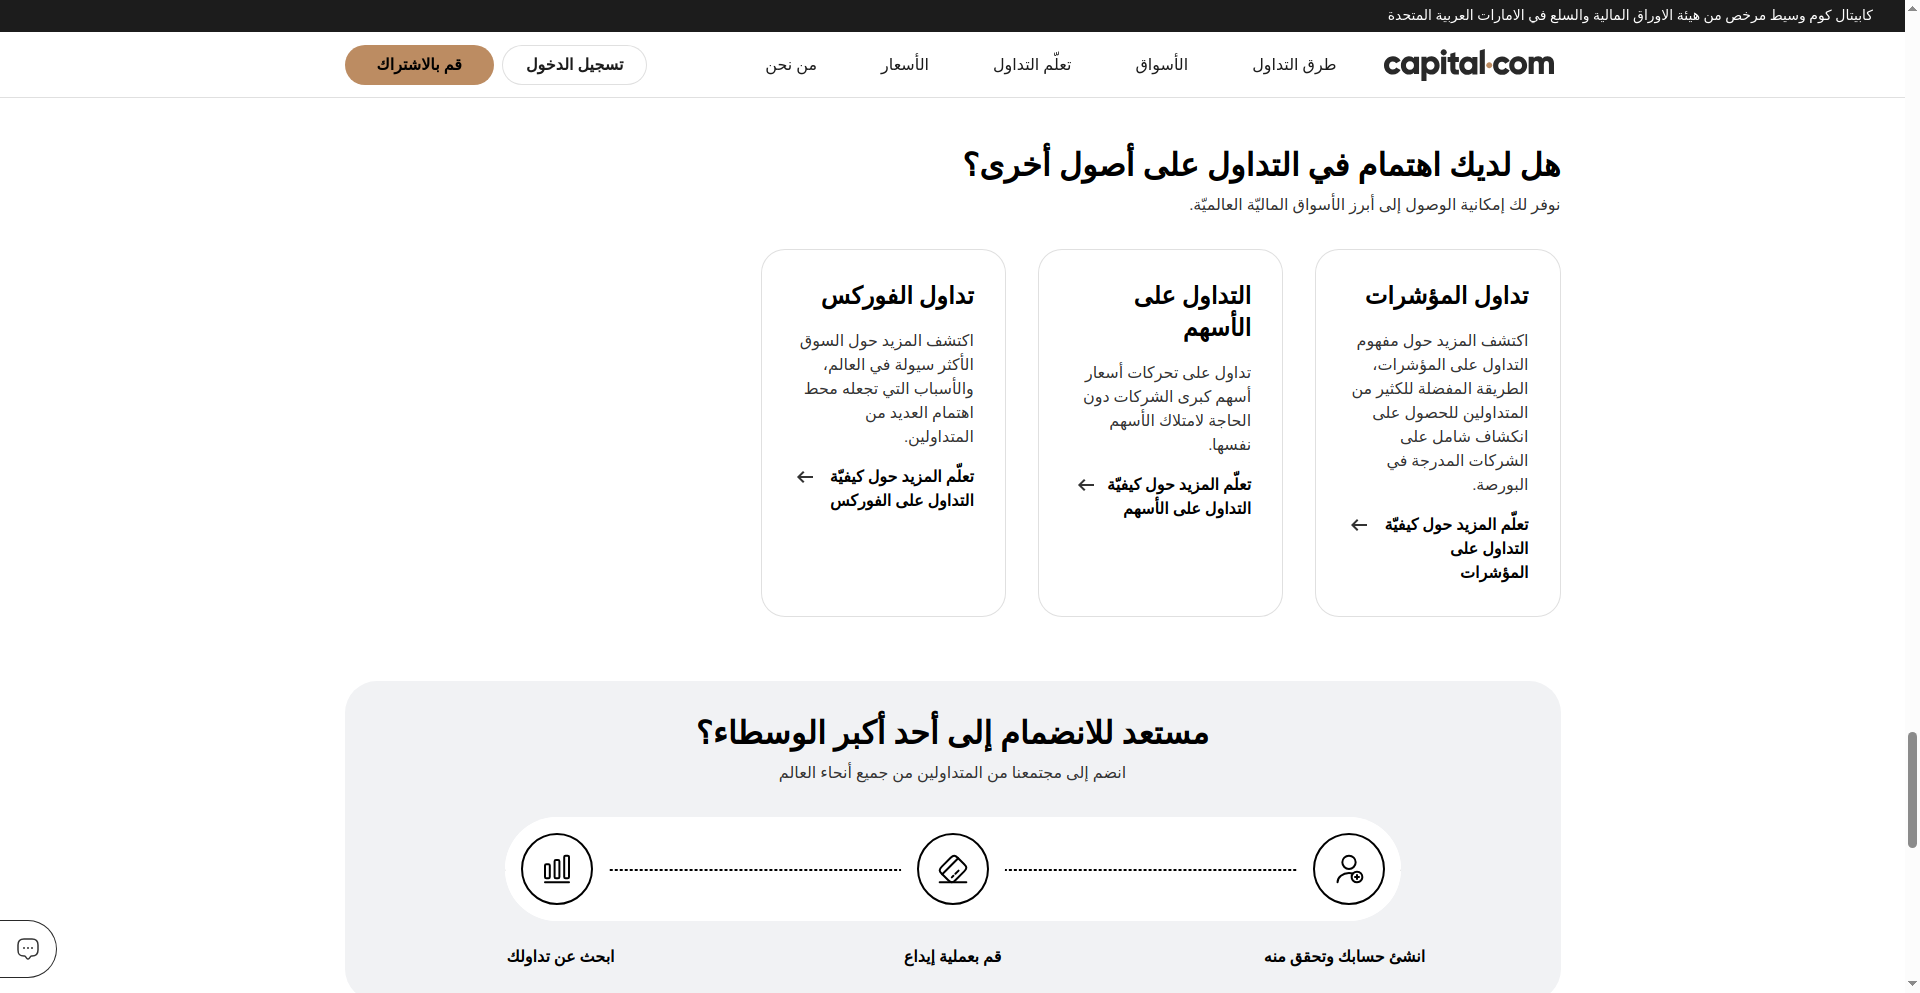 كابيتال كوم وسيط مرخص من هيئة الاوراق المالية والسلع في الامارات العربية المتحدة
capital.com
طرق التداول
الأسواق
تعلّم التداول
الأسعار
من نحن
تسجيل الدخول
قم بالاشتراك
هل لديك اهتمام في التداول على أصول أخرى؟
نوفر لك إمكانية الوصول إلى أبرز الأسواق الماليّة العالميّة.
تداول المؤشرات
اكتشف المزيد حول مفهوم
التداول على المؤشرات،
الطريقة المفضلة للكثير من
المتداولين للحصول على
انكشاف شامل على
الشركات المدرجة في
البورصة.
تعلّم المزيد حول كيفيّة
التداول على
المؤشرات
التداول على
الأسهم
تداول على تحركات أسعار
أسهم كبرى الشركات دون
الحاجة لامتلاك الأسهم
نفسها.
تعلّم المزيد حول كيفيّة
التداول على الأسهم
تداول الفوركس
اكتشف المزيد حول السوق
الأكثر سيولة في العالم،
والأسباب التي تجعله محط
اهتمام العديد من
المتداولين.
تعلّم المزيد حول كيفيّة
التداول على الفوركس
مستعد للانضمام إلى أحد أكبر الوسطاء؟
انضم إلى مجتمعنا من المتداولين من جميع أنحاء العالم
انشئ حسابك وتحقق منه
قم بعملية إيداع
ابحث عن تداولك